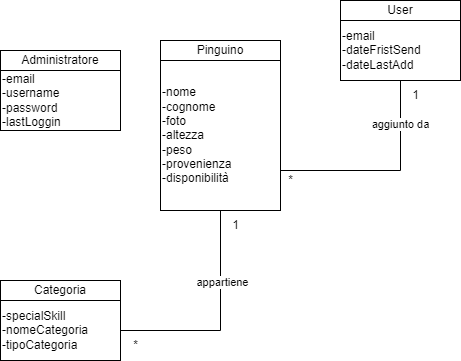 User
-email
-dateFristSend
-dateLastAdd
Pinguino
-nome
-cognome
-foto
-altezza
-peso
-provenienza
-disponibilità
Administratore
-email
-username
-password
-lastLoggin
1
aggiunto da
*
1
appartiene
Categoria
-specialSkill
-nomeCategoria
-tipoCategoria
*